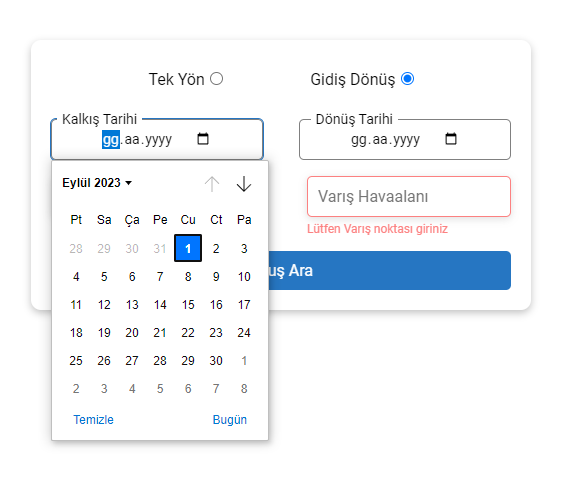 Tek Yön Gidiş Dönüş
Kalkış Tarihi Dönüş Tarihi
gg.aa.yyyy gg.aa.yyyy
Eylül 2023
Varış Havaalanı
Lütfen Varış noktası giriniz
Pt Sa Ça Pe Cu Ct Pa
28 29 30 31 1 2 3
4 5 6 7 8 9 10
11 12 13 14 15 16 17
18 19 20 21 22 23 24
25 26 27 28 29 30 1
2 3 4 5 6 7 8
Temizle Bugün
uş Ara